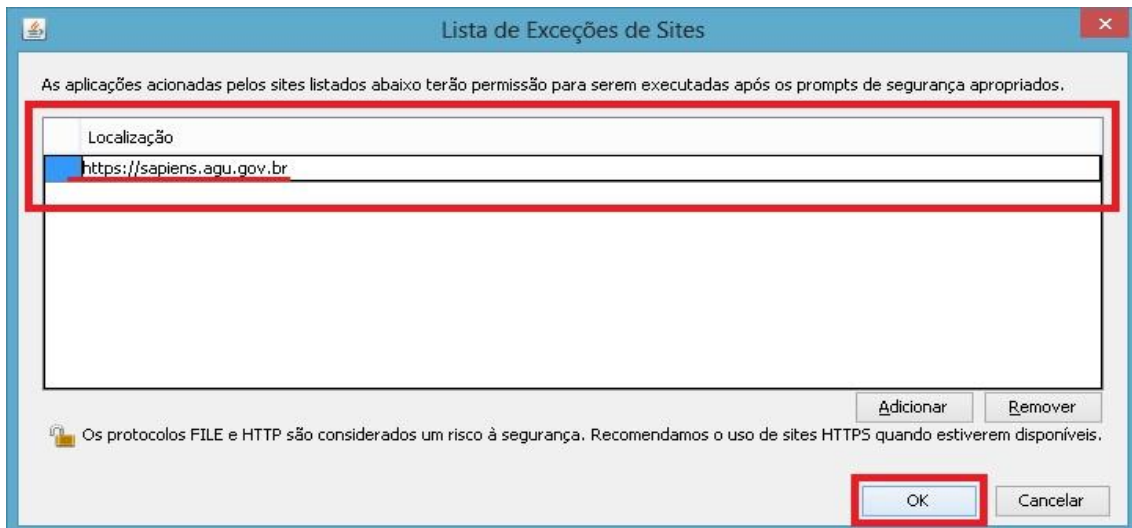 Lista de Exceções de Sites
As aplicações acionadas pelos sites listados abaixo terão permissão para serem executadas após os prompts de segurança apropriados.
Localização
https://sapiens.agu.gov.br
Adicionar Remover
Os protocolos FILE e HTTP são considerados um risco à segurança. Recomendamos o uso de sites HTTPS quando estiverem disponíveis.
OK Cancelar